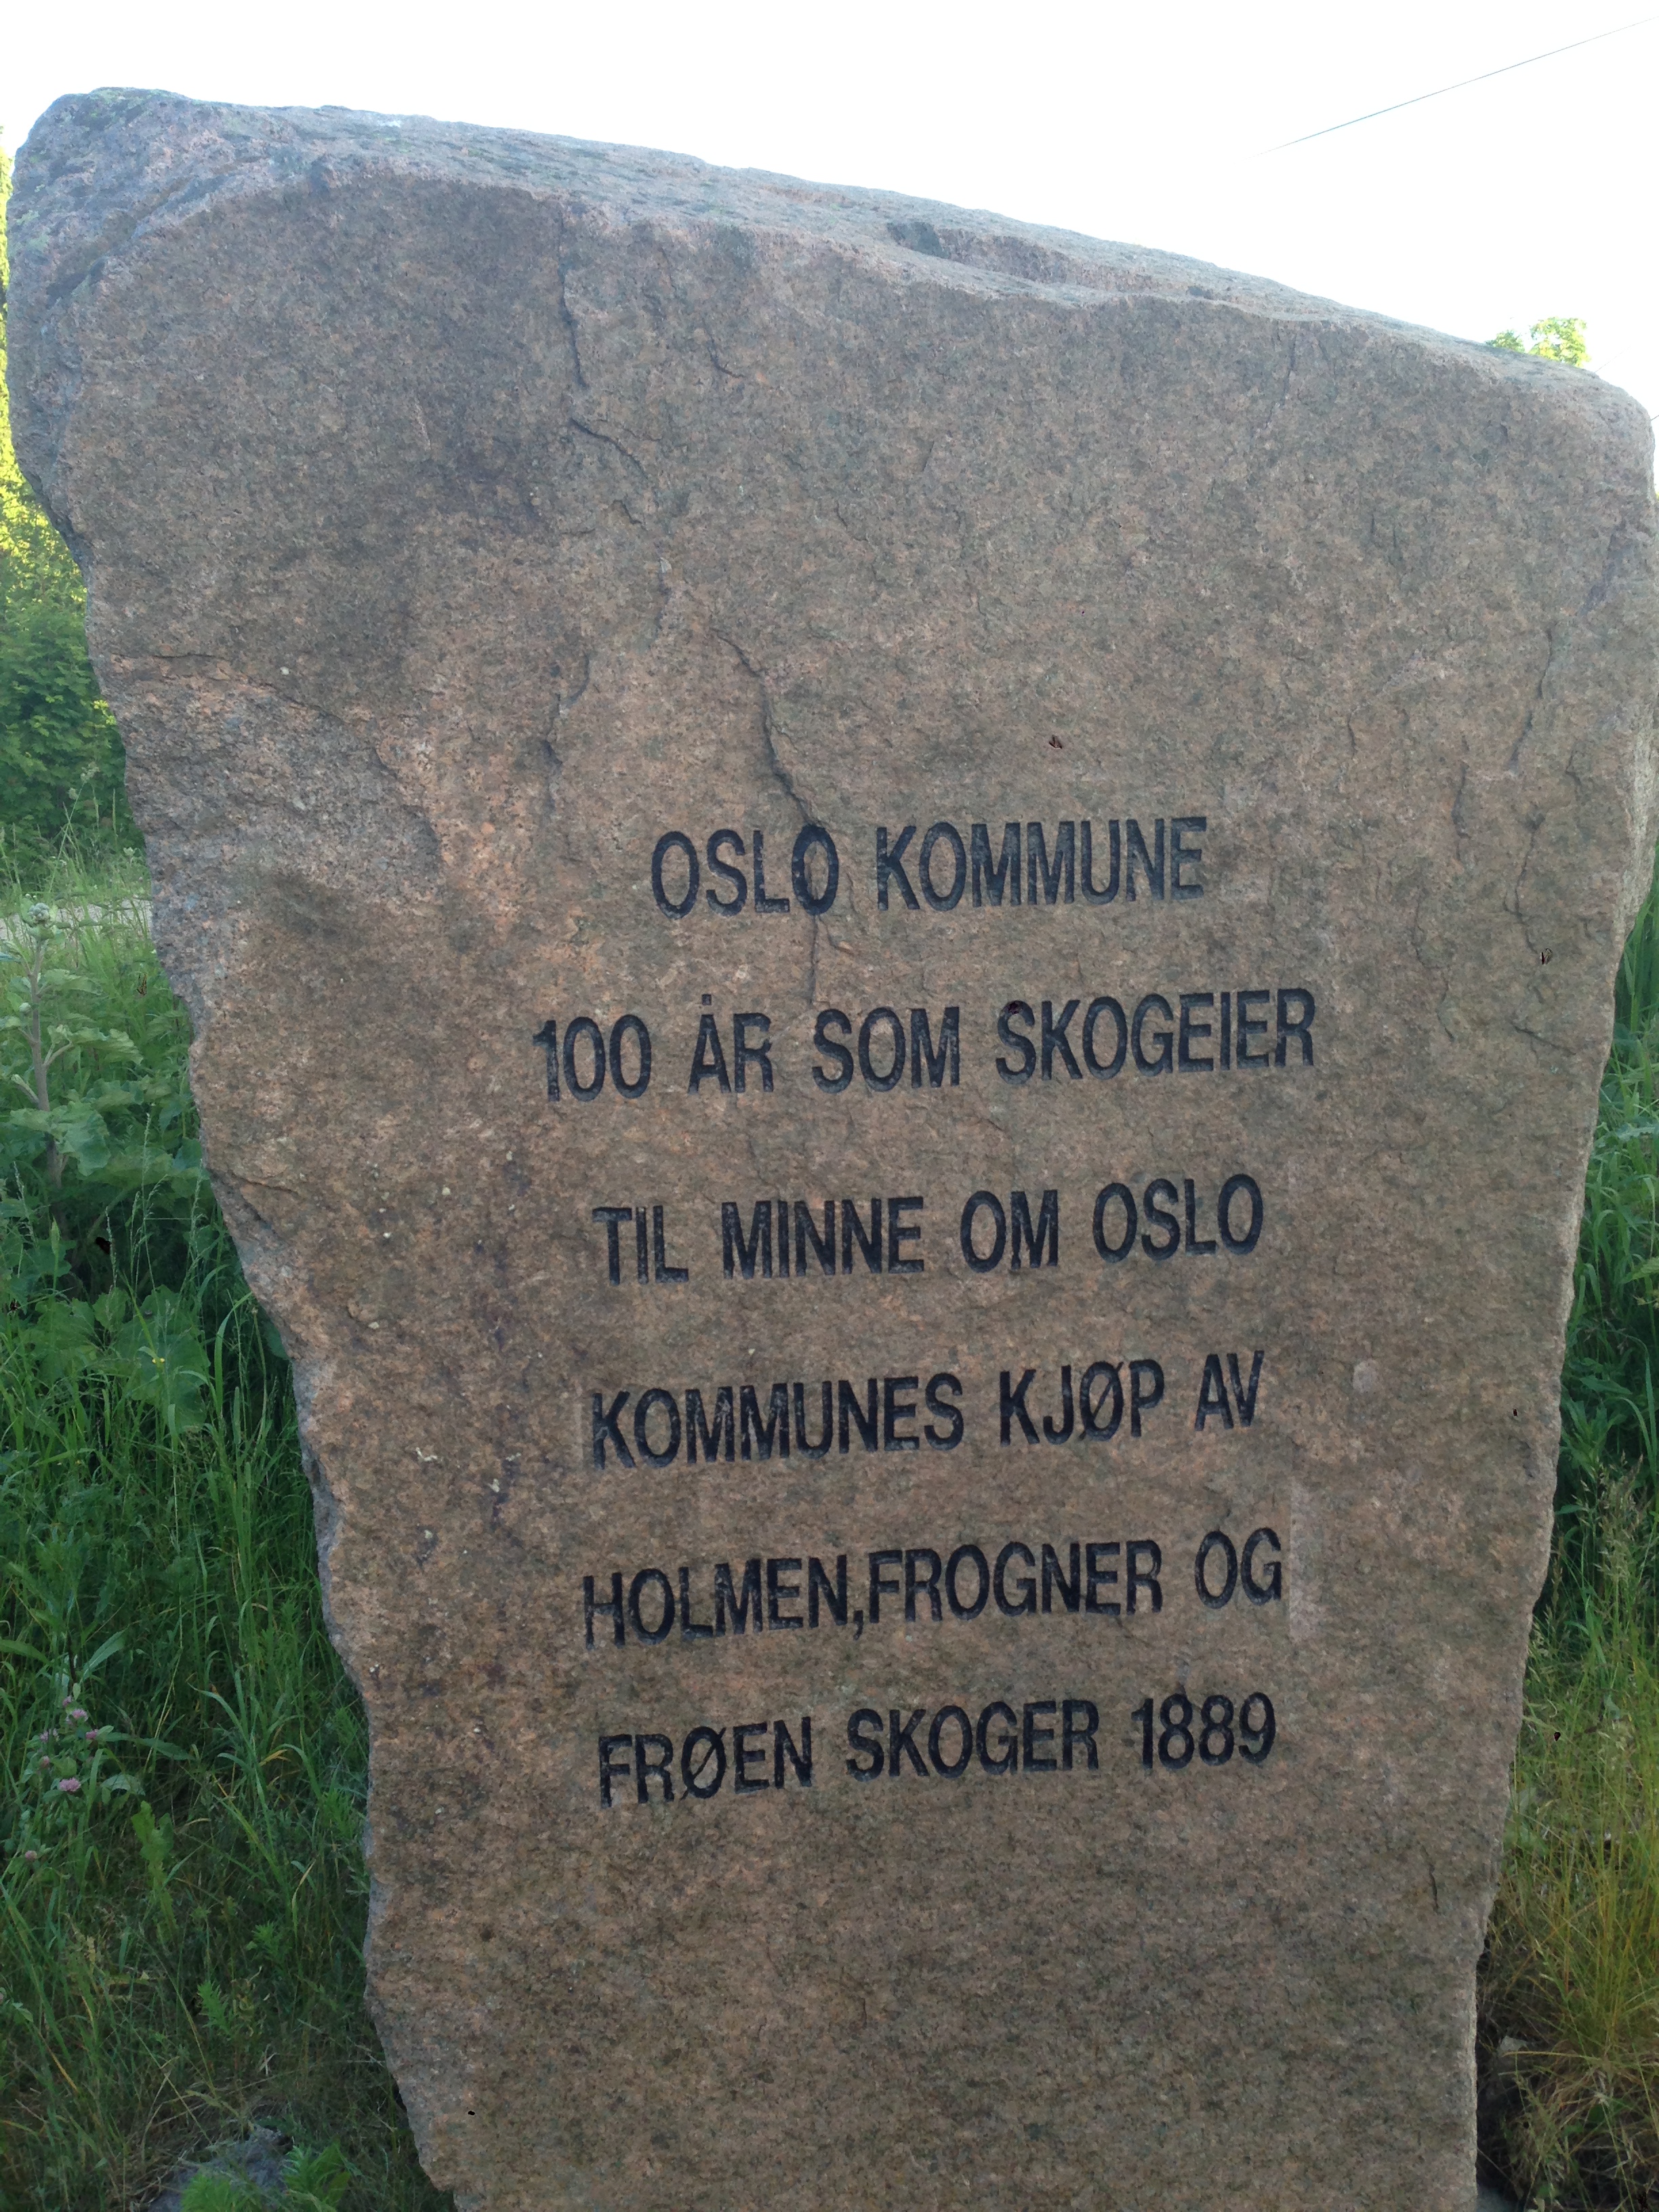 OSLO KOMMUNE
100 ÅR SOM SKOGEIER
TIL MINNE OM OSLO
KOMMUNES KJØP AV
HOLMEN,FROGNER OG
FRØEN SKOGER 1889